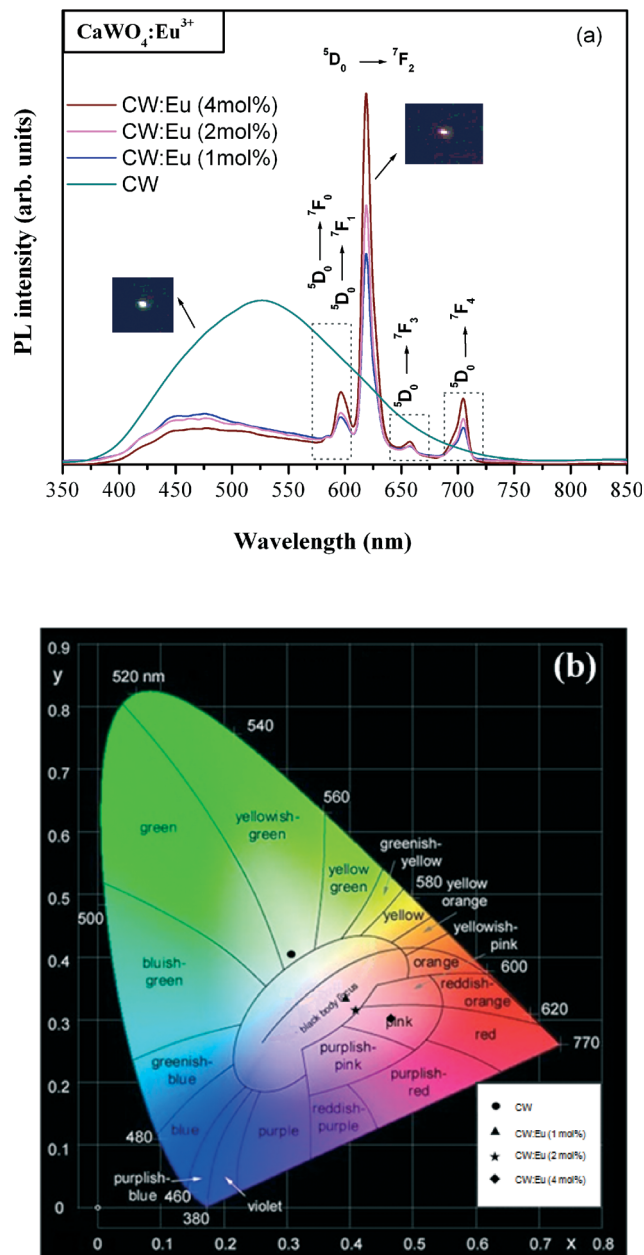 CaWO₄:Eu³⁺
(a)
⁵D₀ → ⁷F₂
CW:Eu (4mol%)
CW:Eu (2mol%)
CW:Eu (1mol%)
CW
⁵D₀ → ⁷F₀
⁵D₀ → ⁷F₁
⁵D₀ → ⁷F₃
⁵D₀ → ⁷F₄
PL intensity (arb. units)
350 400 450 500 550 600 650 700 750 800 850
Wavelength (nm)
(b)
0.9
y
0.8
0.7
0.6
0.5
0.4
0.3
0.2
0.1
0
520 nm
540
560
580
600
620
770
500
480
460
380
green
yellowish-
green
yellow
green
greenish-
yellow
yellow
yellow
orange
yellowish-
pink
orange
reddish-
orange
red
bluish-
green
black body focus
pink
purplish-
pink
purplish-
red
greenish-
blue
blue
purple
reddish-
purple
purplish-
blue
violet
CW
CW:Eu (1 mol%)
CW:Eu (2 mol%)
CW:Eu (4 mol%)
0 0.1 0.2 0.3 0.4 0.5 0.6 0.7 x 0.8